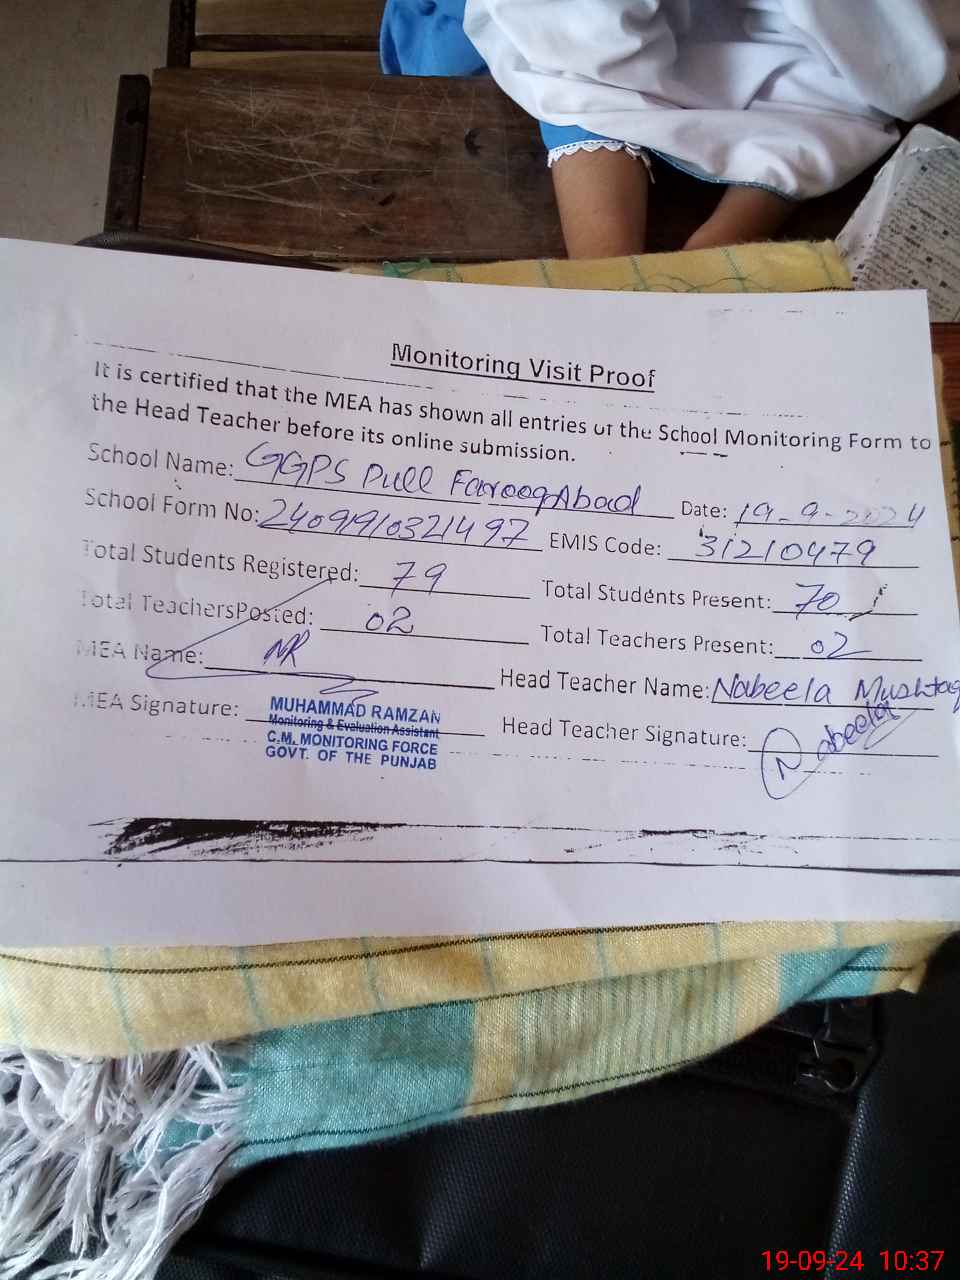 Monitoring Visit Proof
It is certified that the MEA has shown all entries of the School Monitoring Form to
the Head Teacher before its online submission.
School Name: GGPS Pull FarooqAbad Date: 19-9-2024
School Form No: 24091910321497 EMIS Code: 31210479
Total Students Registered: 79 Total Students Present: 70
Total TeachersPosted: 02 Total Teachers Present: 02
MEA Name: MR Head Teacher Name: Nabeela Mushtaq
MEA Signature: Head Teacher Signature: Nabeela
MUHAMMAD RAMZAN
Monitoring & Evaluation Assistant
C.M. MONITORING FORCE
GOVT. OF THE PUNJAB
19-09-24 10:37